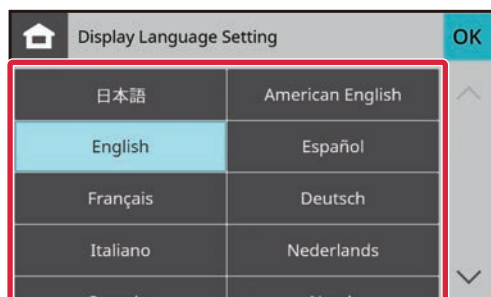 Display Language Setting OK
日本語 American English
English Español
Français Deutsch
Italiano Nederlands